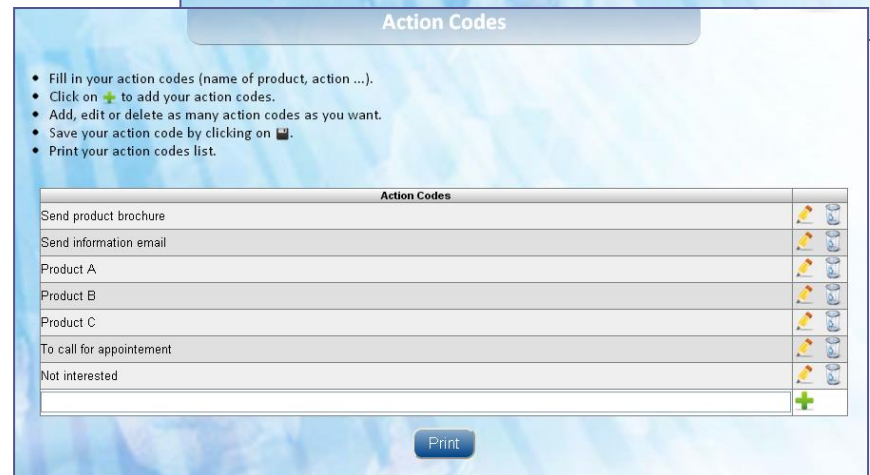 Action Codes
• Fill in your action codes (name of product, action ...).
• Click on to add your action codes.
• Add, edit or delete as many action codes as you want.
• Save your action code by clicking on .
• Print your action codes list.
Action Codes
Send product brochure
Send information email
Product A
Product B
Product C
To call for appointement
Not interested
Print